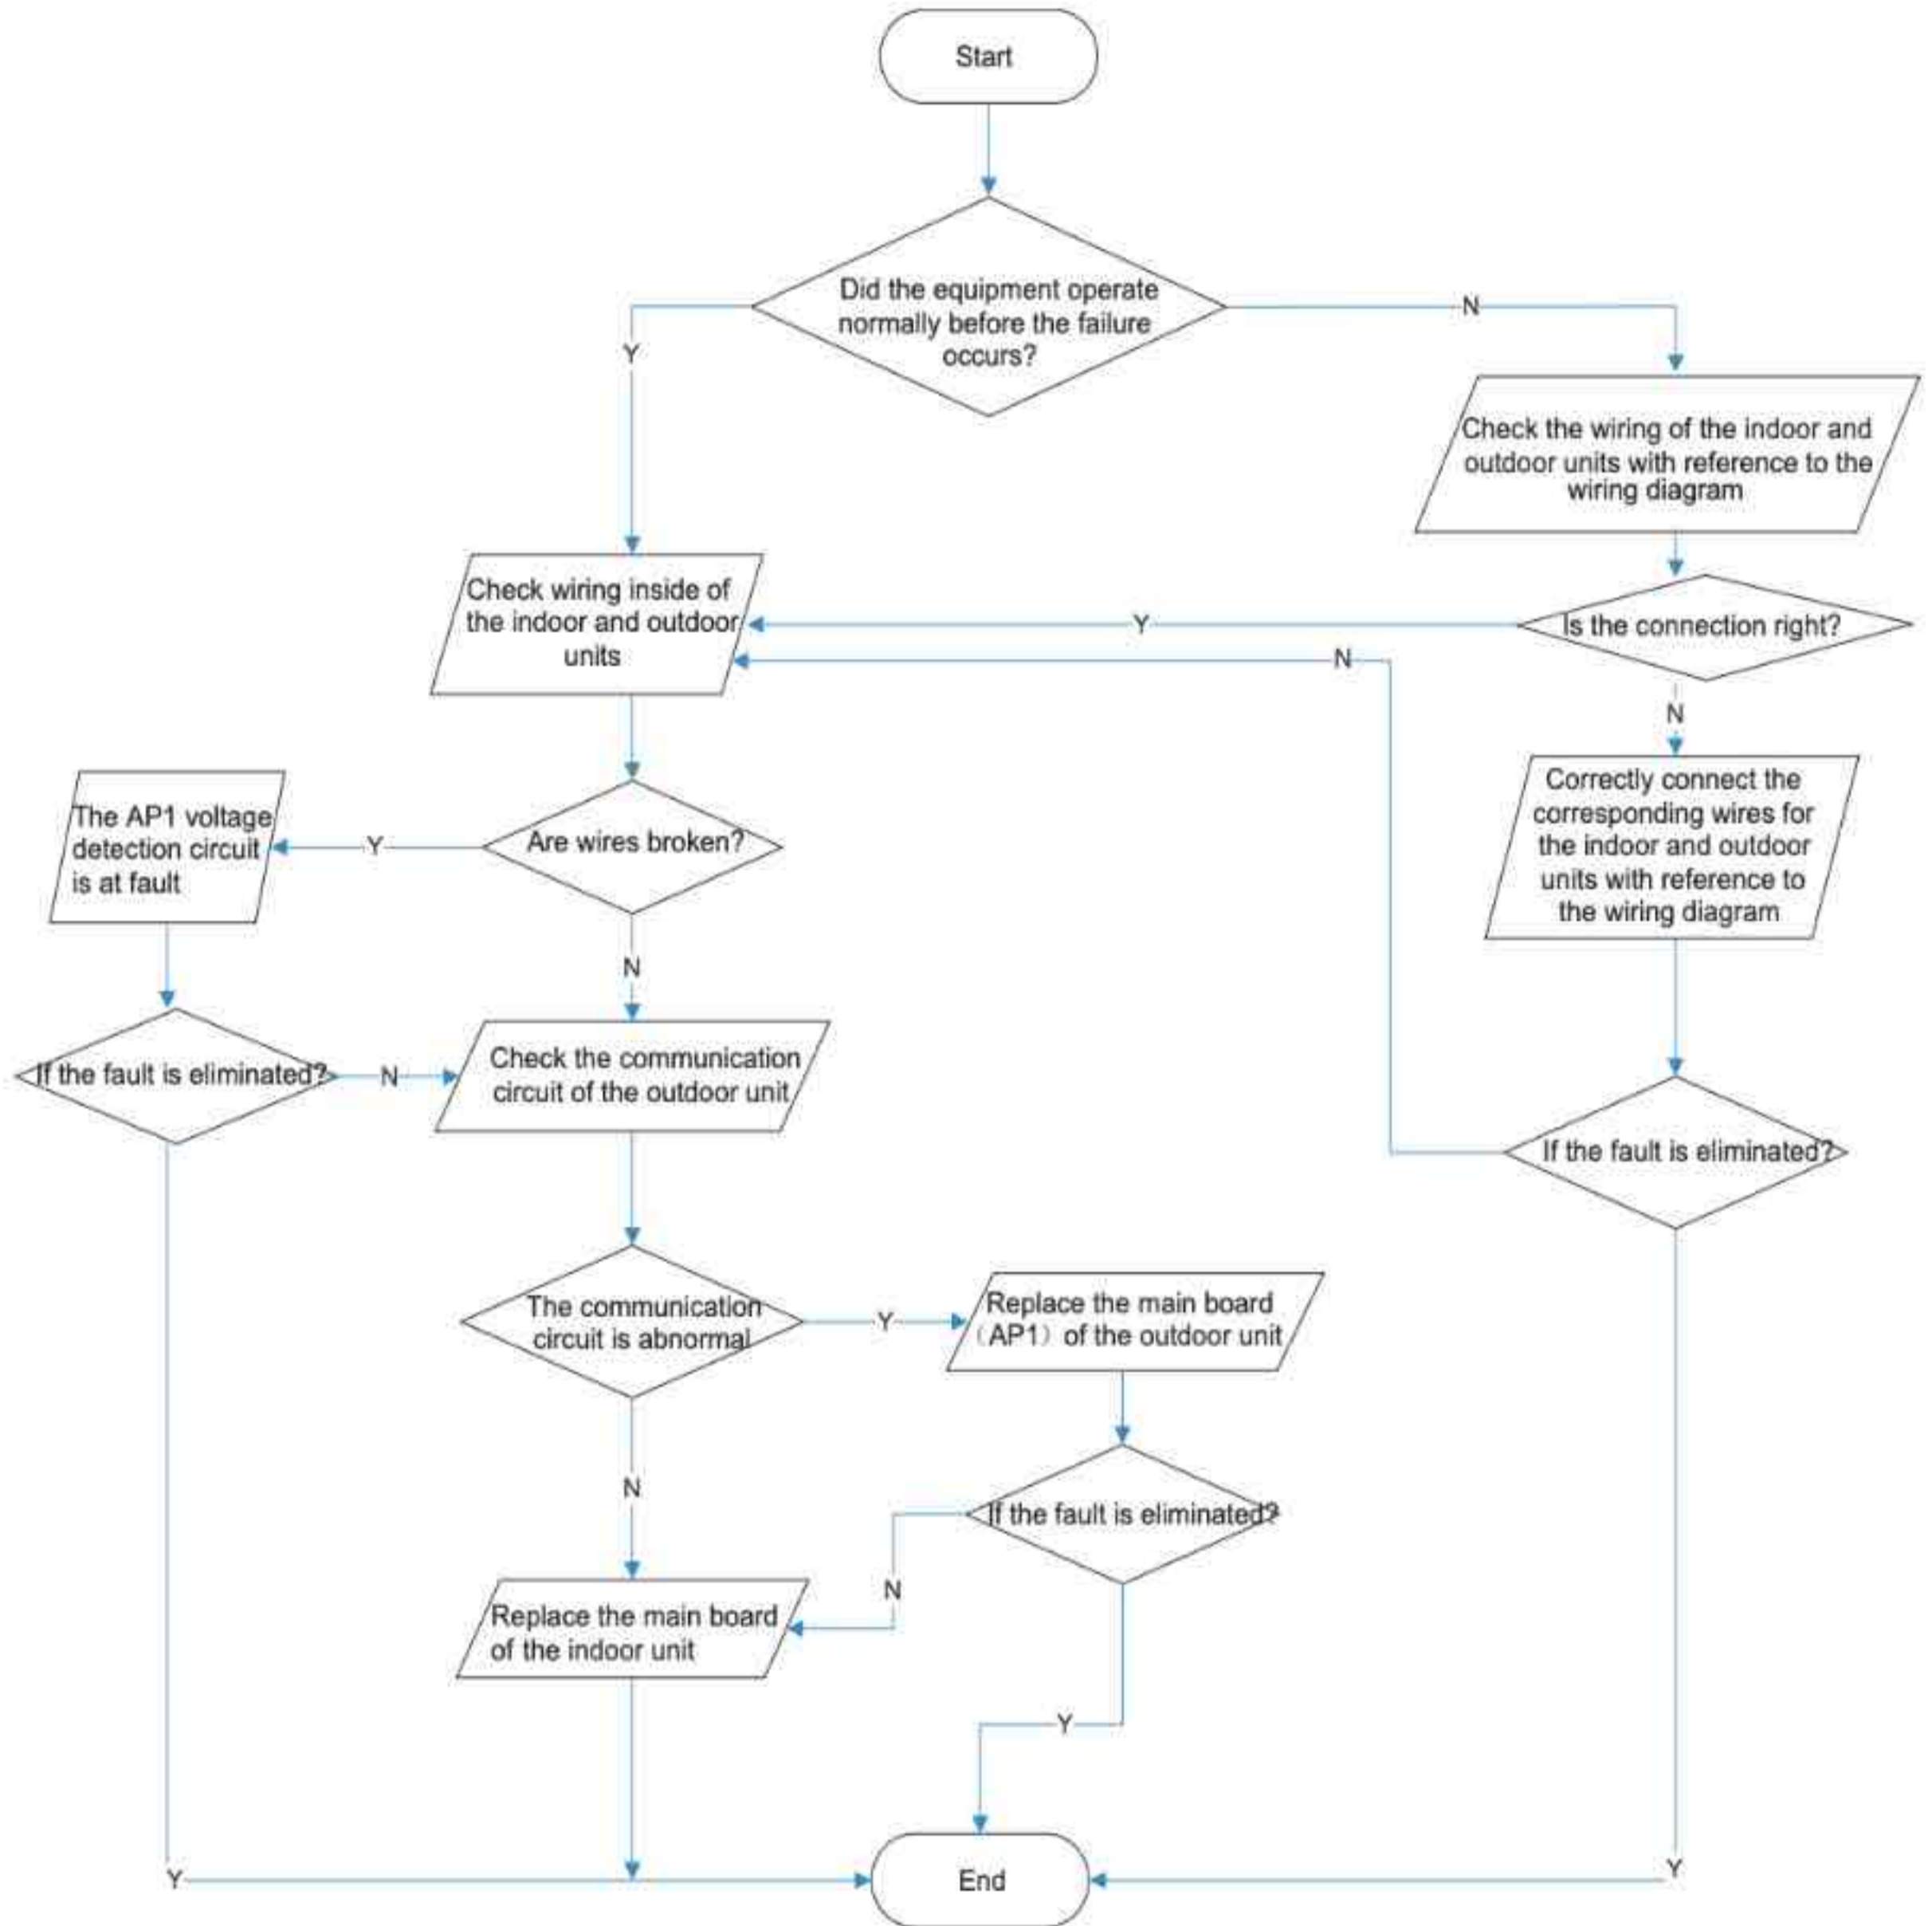 Start
Did the equipment operate
normally before the failure
occurs?
Y
N
Check the wiring of the indoor and
outdoor units with reference to the
wiring diagram
Check wiring inside of
the indoor and outdoor
units
Y
Is the connection right?
N
N
The AP1 voltage
detection circuit
is at fault
Y
Are wires broken?
Correctly connect the
corresponding wires for
the indoor and outdoor
units with reference to
the wiring diagram
N
If the fault is eliminated?
N
Check the communication
circuit of the outdoor unit
If the fault is eliminated?
The communication
circuit is abnormal
Y
Replace the main board
(AP1) of the outdoor unit
N
If the fault is eliminated?
N
Replace the main board
of the indoor unit
Y
Y
End
Y